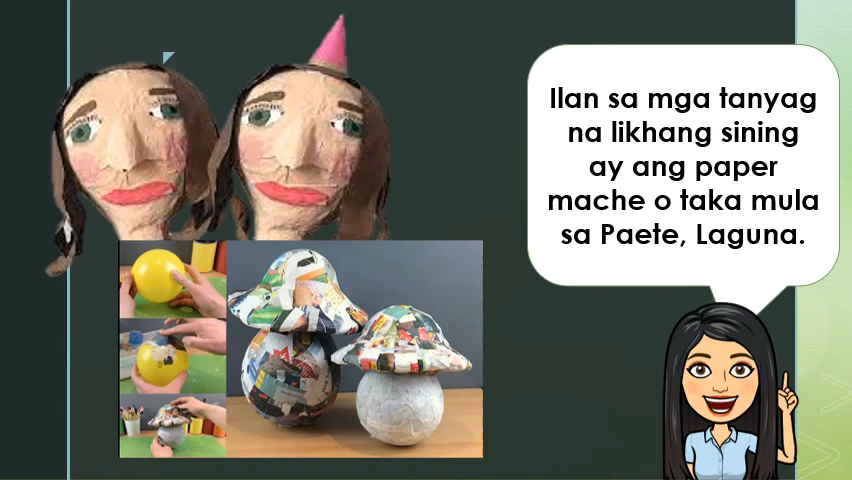 Ilan sa mga tanyag
na likhang sining
ay ang paper
mache o taka mula
sa Paete, Laguna.